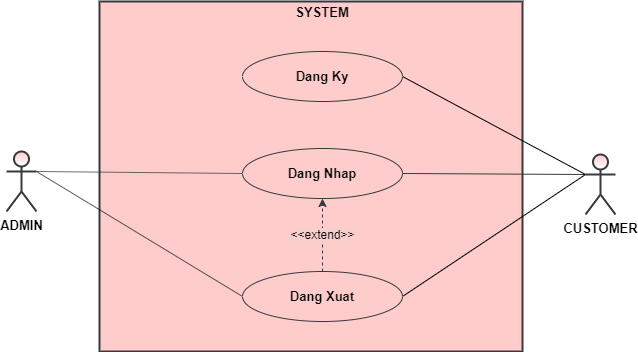 SYSTEM
Dang Ky
Dang Nhap
ADMIN
CUSTOMER
<<extend>>
Dang Xuat